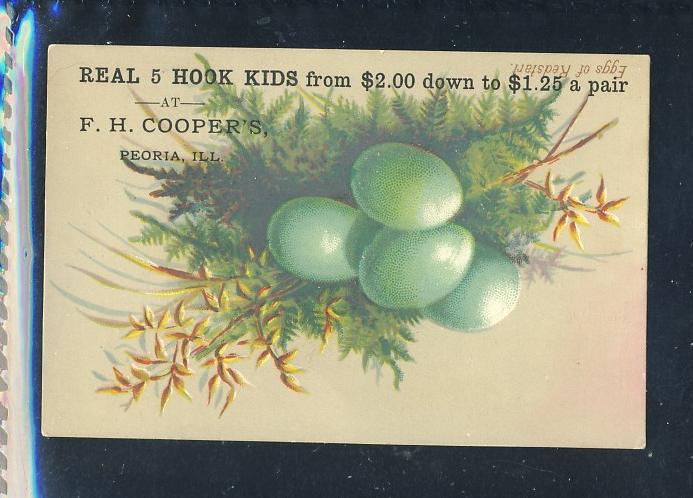 REAL 5 HOOK KIDS from $2.00 down to $1.25 a pair
Eggs of Redstart.
—AT—
F. H. COOPER'S,
PEORIA, ILL.